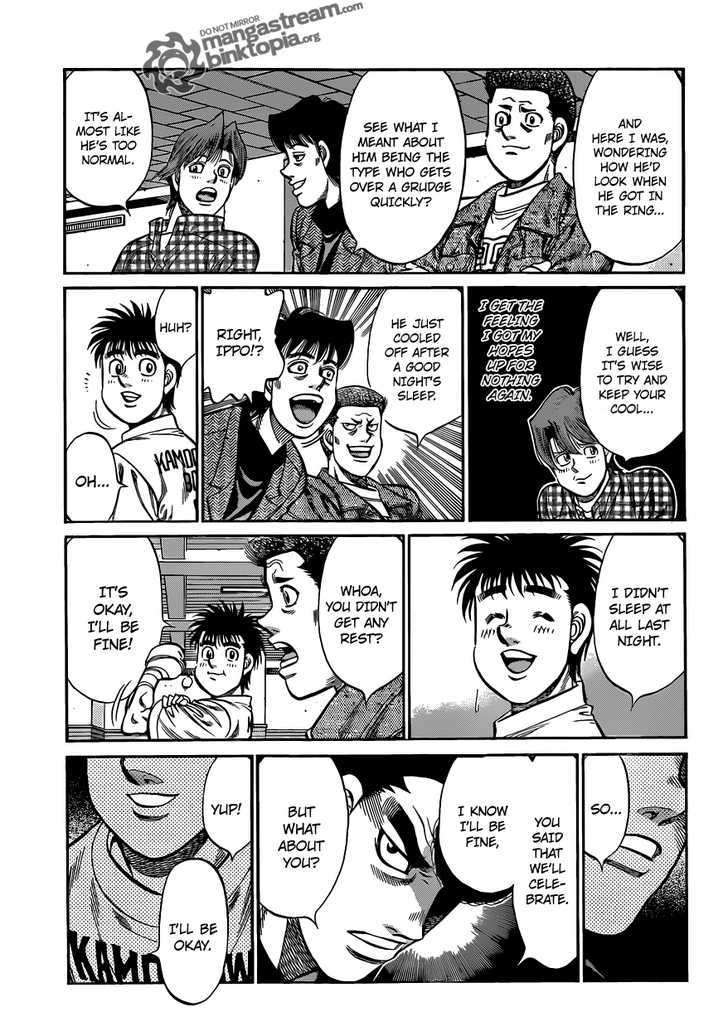 DO NOT MIRROR
mangastream.com
binktopia.org
AND
HERE I WAS,
WONDERING
HOW HE'D
LOOK WHEN
HE GOT
IN THE
RING...
SEE WHAT I
MEANT ABOUT
HIM BEING THE
TYPE WHO GETS
OVER A GRUDGE
QUICKLY?
IT'S AL-
MOST LIKE
HE'S TOO
NORMAL.
WELL,
I GUESS
IT'S WISE
TO TRY AND
KEEP YOUR
COOL...
I GET THE
FEELING
I GOT MY
HOPES
UP FOR
NOTHING
AGAIN.
HE JUST
COOLED
OFF AFTER
A GOOD
NIGHT'S
SLEEP.
RIGHT,
IPPO!?
HUH?
OH...
KAMO
BO
I DIDN'T
SLEEP AT
ALL LAST
NIGHT.
WHOA,
YOU DIDN'T
GET ANY
REST?
IT'S
OKAY,
I'LL BE
FINE!
SO...
YOU
SAID
THAT
WE'LL
CELE-
BRATE.
I KNOW
I'LL BE
FINE,
BUT
WHAT
ABOUT
YOU?
YUP!
I'LL BE
OKAY.
KAMO
W